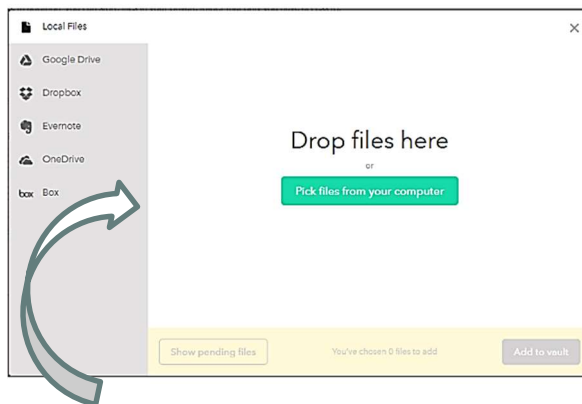 Local Files
Google Drive
Dropbox
Evernote
OneDrive
box Box
Drop files here
or
Pick files from your computer
Show pending files
You've chosen 0 files to add
Add to vault